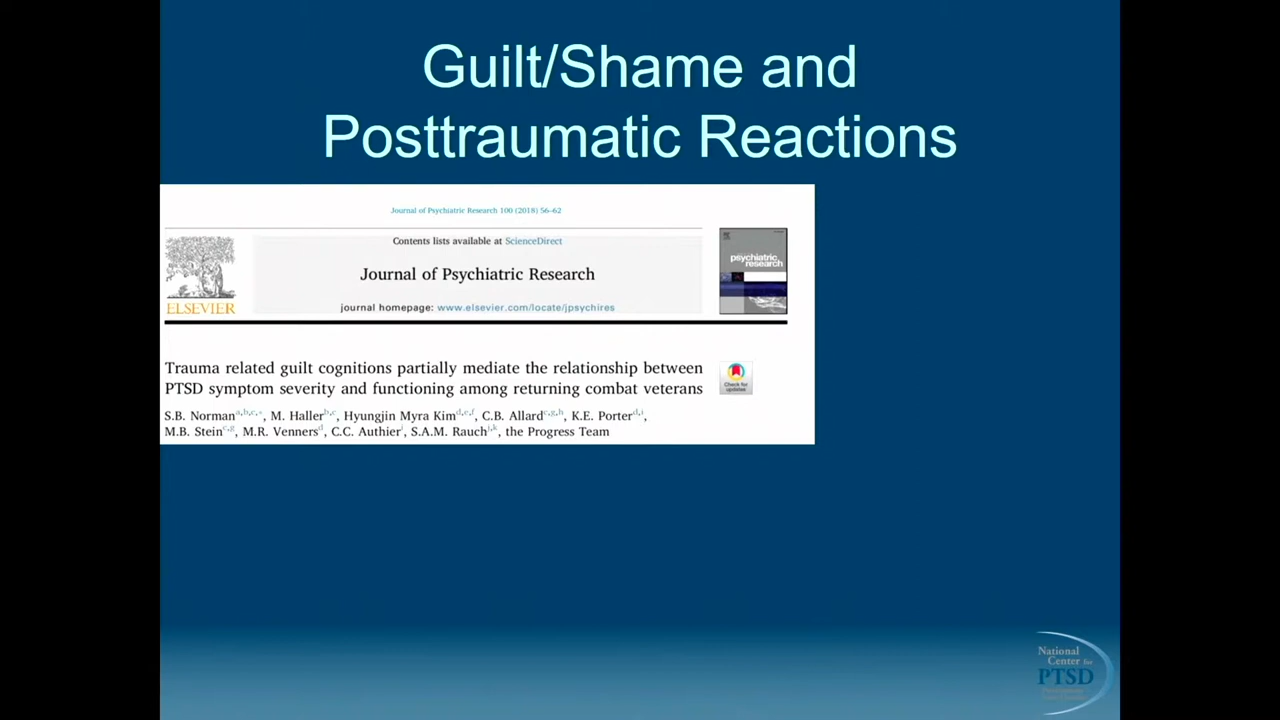 Guilt/Shame and
Posttraumatic Reactions
Journal of Psychiatric Research 100 (2018) 56–62
Contents lists available at ScienceDirect
Journal of Psychiatric Research
journal homepage: www.elsevier.com/locate/jpsychires
ELSEVIER
psychiatric
research
Trauma related guilt cognitions partially mediate the relationship between
PTSD symptom severity and functioning among returning combat veterans
Check for
updates
S.B. Norman, M. Haller, Hyungjin Myra Kim, C.B. Allard, K.E. Porter,
M.B. Stein, M.R. Venners, C.C. Authier, S.A.M. Rauch, the Progress Team
National
Center for
PTSD